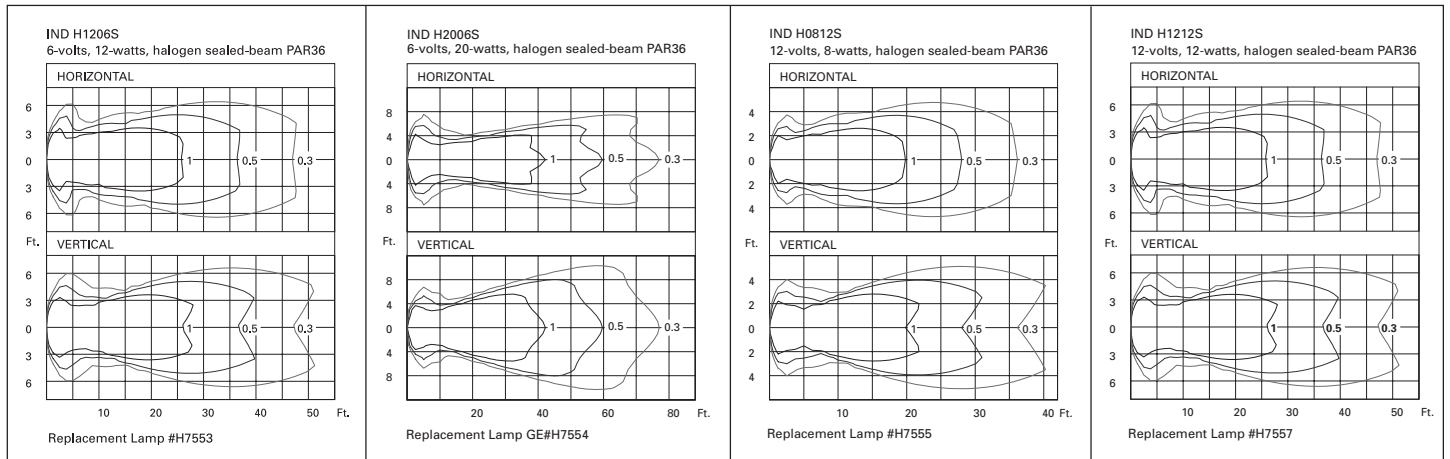 IND H1206S
6-volts, 12-watts, halogen sealed-beam PAR36
HORIZONTAL
6
3
0
3
6
1
0.5
0.3
Ft.
VERTICAL
6
3
0
3
6
1
0.5
0.3
10 20 30 40 50 Ft.
Replacement Lamp #H7553
IND H2006S
6-volts, 20-watts, halogen sealed-beam PAR36
HORIZONTAL
8
4
0
4
8
1
0.5
0.3
Ft.
VERTICAL
8
4
0
4
8
1
0.5
0.3
20 40 60 80 Ft.
Replacement Lamp GE#H7554
IND H0812S
12-volts, 8-watts, halogen sealed-beam PAR36
HORIZONTAL
4
2
0
2
4
1
0.5
0.3
Ft.
VERTICAL
4
2
0
2
4
1
0.5
0.3
10 20 30 40 Ft.
Replacement Lamp #H7555
IND H1212S
12-volts, 12-watts, halogen sealed-beam PAR36
HORIZONTAL
6
3
0
3
6
1
0.5
0.3
Ft.
VERTICAL
6
3
0
3
6
1
0.5
0.3
10 20 30 40 50 Ft.
Replacement Lamp #H7557